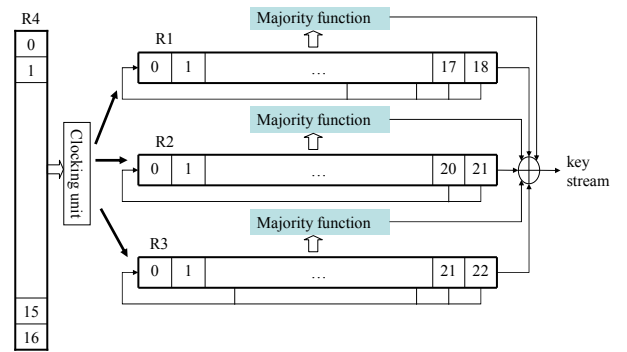 R4
0
1
15
16
Clocking unit
Majority function
R1
0 1 ... 17 18
Majority function
R2
0 1 ... 20 21
Majority function
R3
0 1 ... 21 22
key
stream